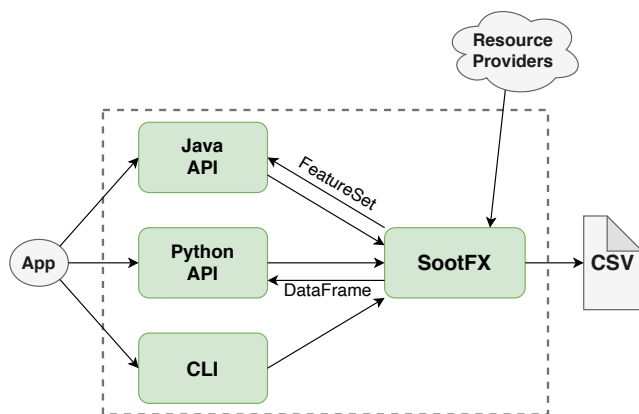 Resource
Providers
Java
API
FeatureSet
App
Python
API
SootFX
CSV
DataFrame
CLI